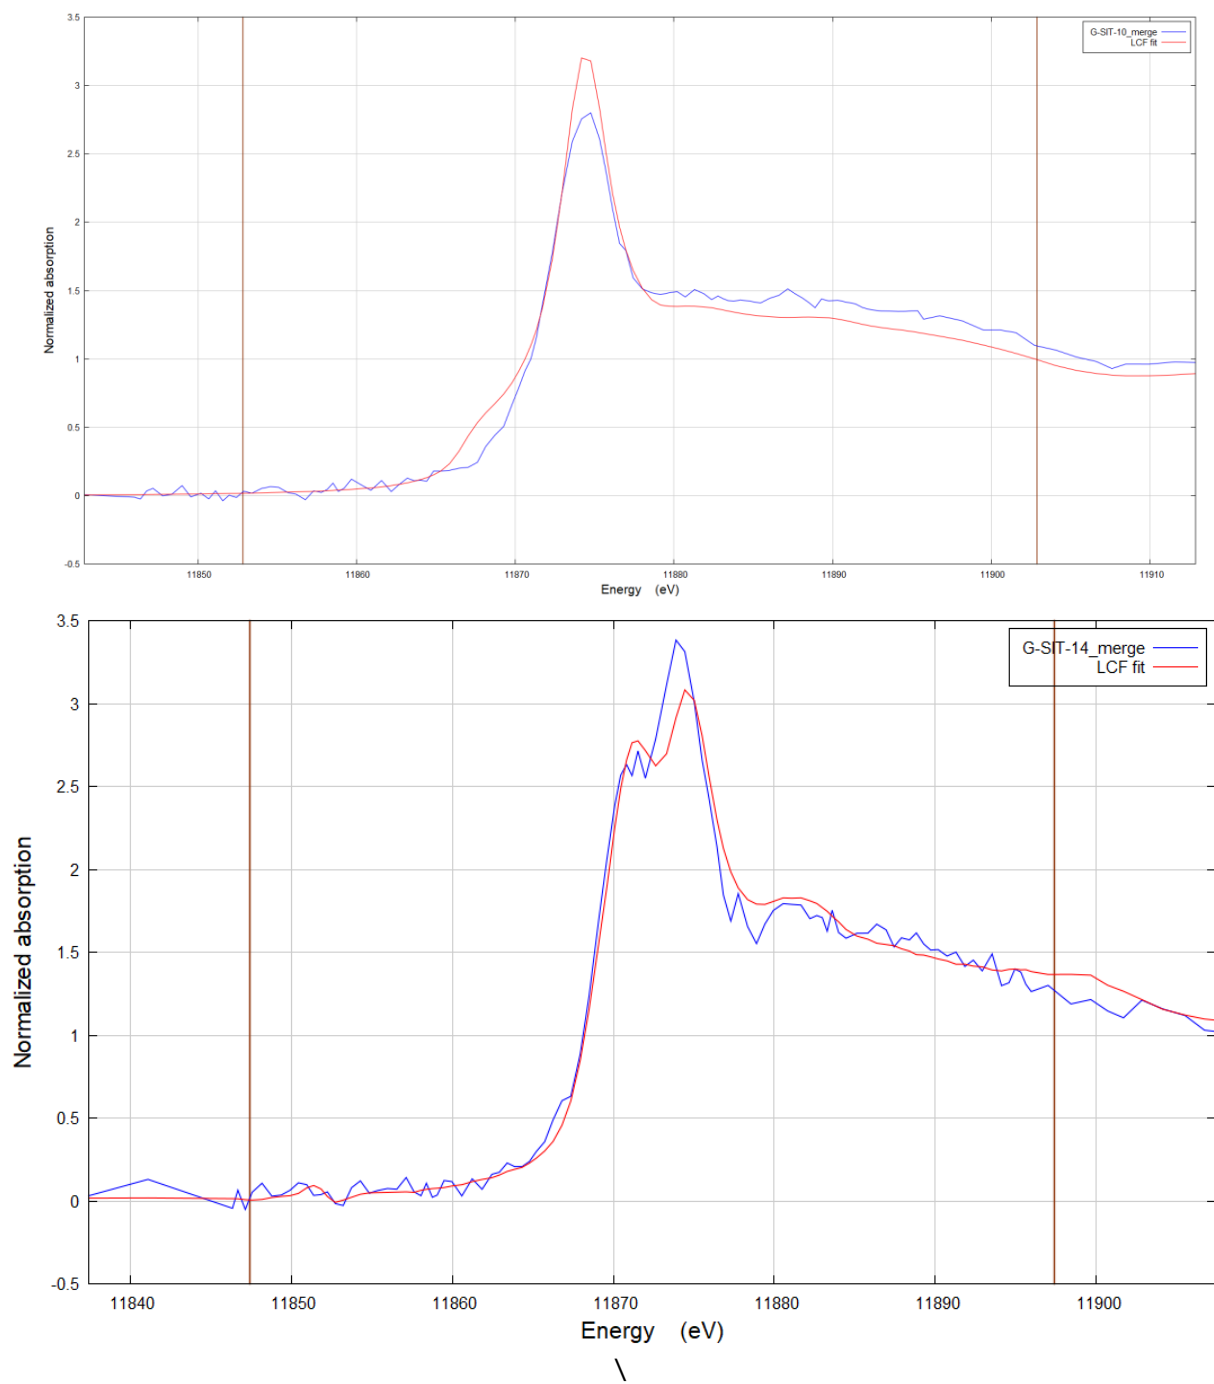 3.5
G-SIT-10_merge
LCF fit
3
2.5
2
1.5
1
0.5
0
-0.5
Normalized absorption
11850 11860 11870 11880 11890 11900 11910
Energy (eV)
3.5
G-SIT-14_merge
LCF fit
3
2.5
2
1.5
1
0.5
0
-0.5
Normalized absorption
11840 11850 11860 11870 11880 11890 11900
Energy (eV)
\